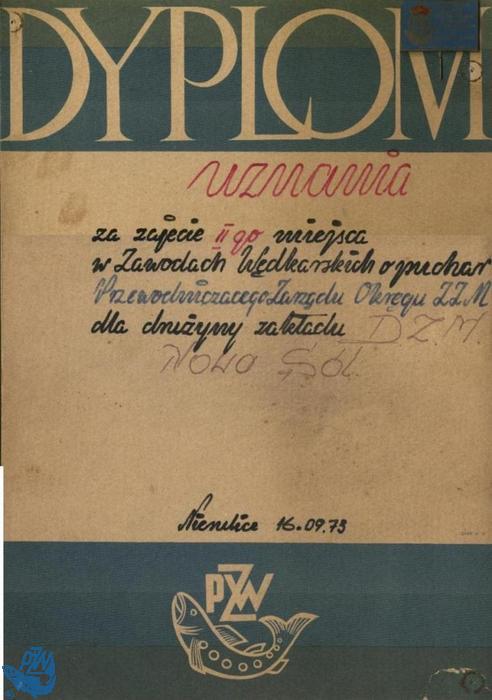 DYPLOM
uznania
za zajęcie II go miejsca
w Zawodach Wędkarskich o puchar
Przewodniczącego Zarządu Okręgu ZZM
dla drużyny zakładu DZM.
Nowa Sól.
16.09.73
PZW
PZW